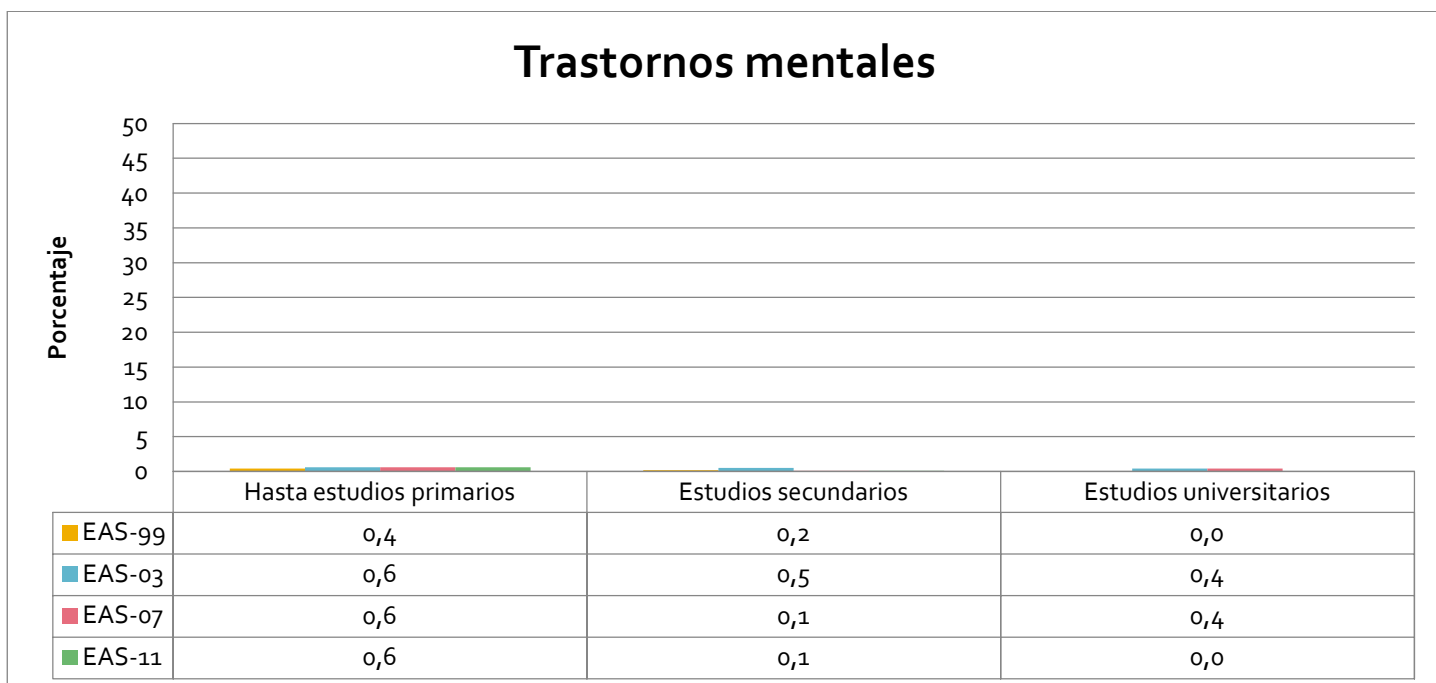 Trastornos mentales
50
45
40
35
30
25
20
15
10
5
0
Porcentaje
Hasta estudios primarios Estudios secundarios Estudios universitarios
EAS-99 0,4 0,2 0,0
EAS-03 0,6 0,5 0,4
EAS-07 0,6 0,1 0,4
EAS-11 0,6 0,1 0,0